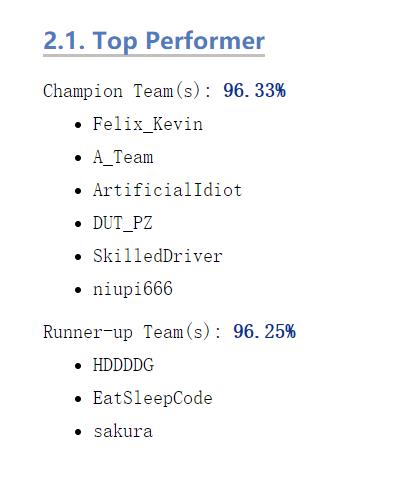 2.1. Top Performer
Champion Team(s): 96.33%
• Felix_Kevin
• A_Team
• ArtificialIdiot
• DUT_PZ
• SkilledDriver
• niupi666
Runner-up Team(s): 96.25%
• HDDDDG
• EatSleepCode
• sakura